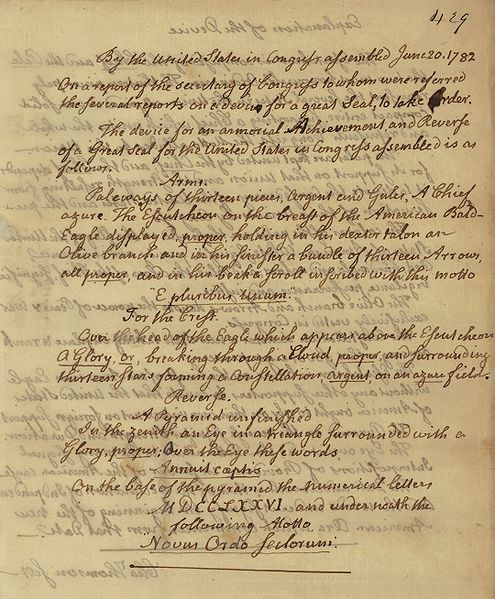 429
By the United States in Congress assembled June 20. 1782
On a report of the secretary of Congress to whom were referred
the several reports on a device for a great Seal, to take Order.
The device for an armorial Atchievement, and Reverse
of a Great Seal for the United States in Congress assembled is as
follows.
Arms.
Paleways of thirteen pieces, Argent and Gules, A Chief
azure. The Escutcheon on the breast of the American Bald-
Eagle displayed, proper, holding in his dexter talon an
Olive branch and in his sinister a bundle of thirteen Arrows,
all proper, and in his beak a scroll inscribed with this motto
E pluribus unum.
For the Crest.
Over the head of the Eagle which appears above the Escutcheon
A Glory, or, breaking through a Cloud, proper, and surrounding
thirteen stars forming a Constellation, argent, on an azure field.
Reverse.
A Pyramid unfinished
In the zenith an Eye in a triangle surrounded with a
Glory, proper, Over the Eye these words
Annuit cœptis
On the base of the pyramid the numerical letters
MDCCLXXVI. and underneath the
following Motto
Novus Ordo Seclorum.